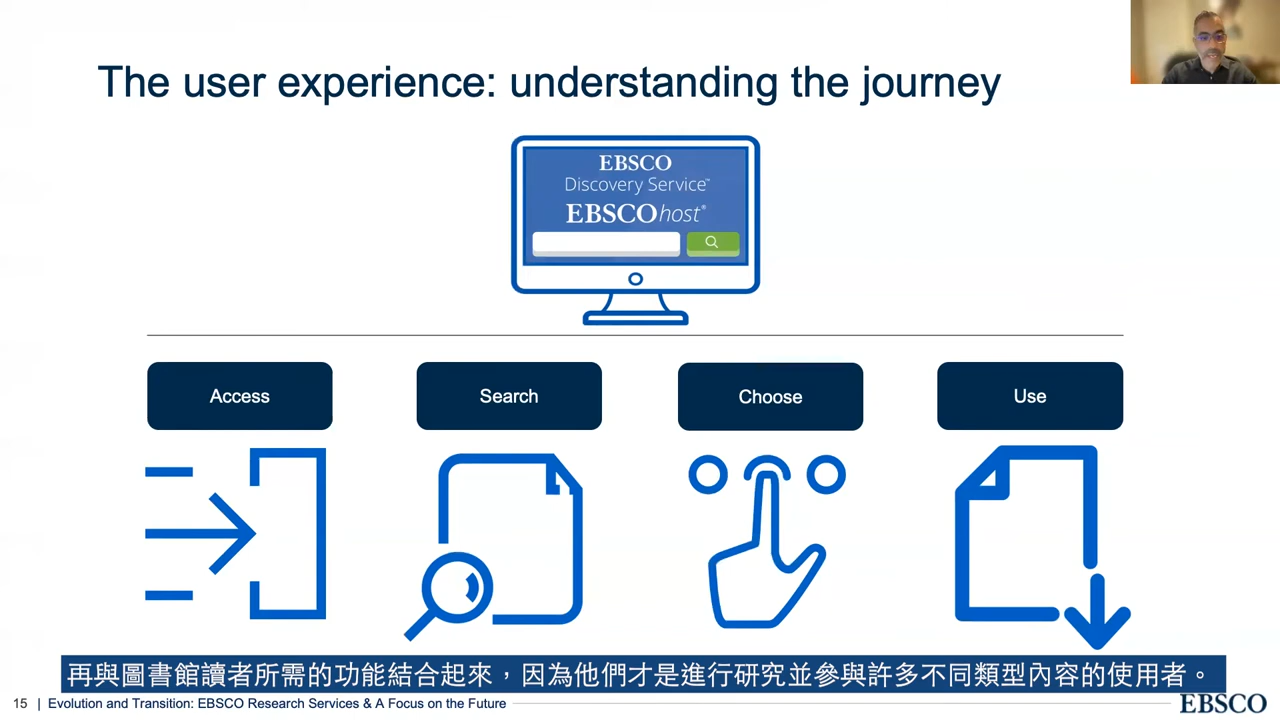 The user experience: understanding the journey
EBSCO
Discovery Service™
EBSCOhost®
Access
Search
Choose
Use
再與圖書館讀者所需的功能結合起來，因為他們才是進行研究並參與許多不同類型內容的使用者。
15 | Evolution and Transition: EBSCO Research Services & A Focus on the Future
EBSCO